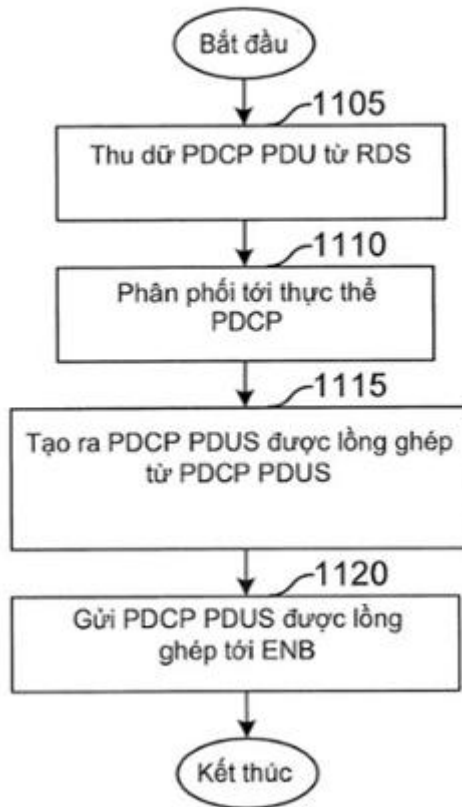 Bắt đầu
1105
Thu dữ PDCP PDU từ RDS
1110
Phân phối tới thực thể
PDCP
1115
Tạo ra PDCP PDUS được lồng ghép
từ PDCP PDUS
1120
Gửi PDCP PDUS được lồng
ghép tới ENB
Kết thúc